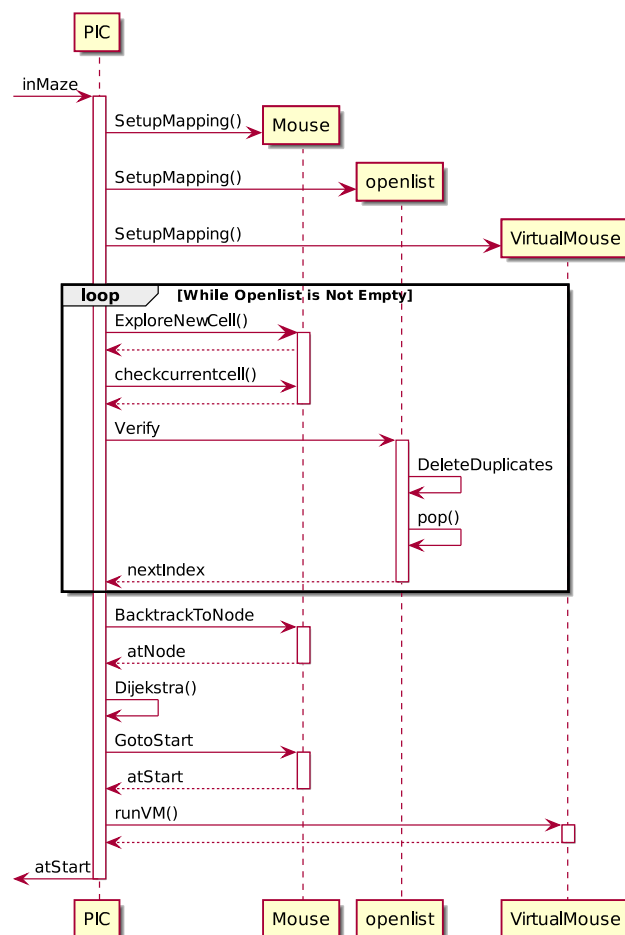 PIC
inMaze
SetupMapping()
Mouse
SetupMapping()
openlist
SetupMapping()
VirtualMouse
loop [While Openlist is Not Empty]
ExploreNewCell()
checkcurrentcell()
Verify
DeleteDuplicates
pop()
nextIndex
BacktrackToNode
atNode
Dijekstra()
GotoStart
atStart
runVM()
atStart
PIC Mouse openlist VirtualMouse